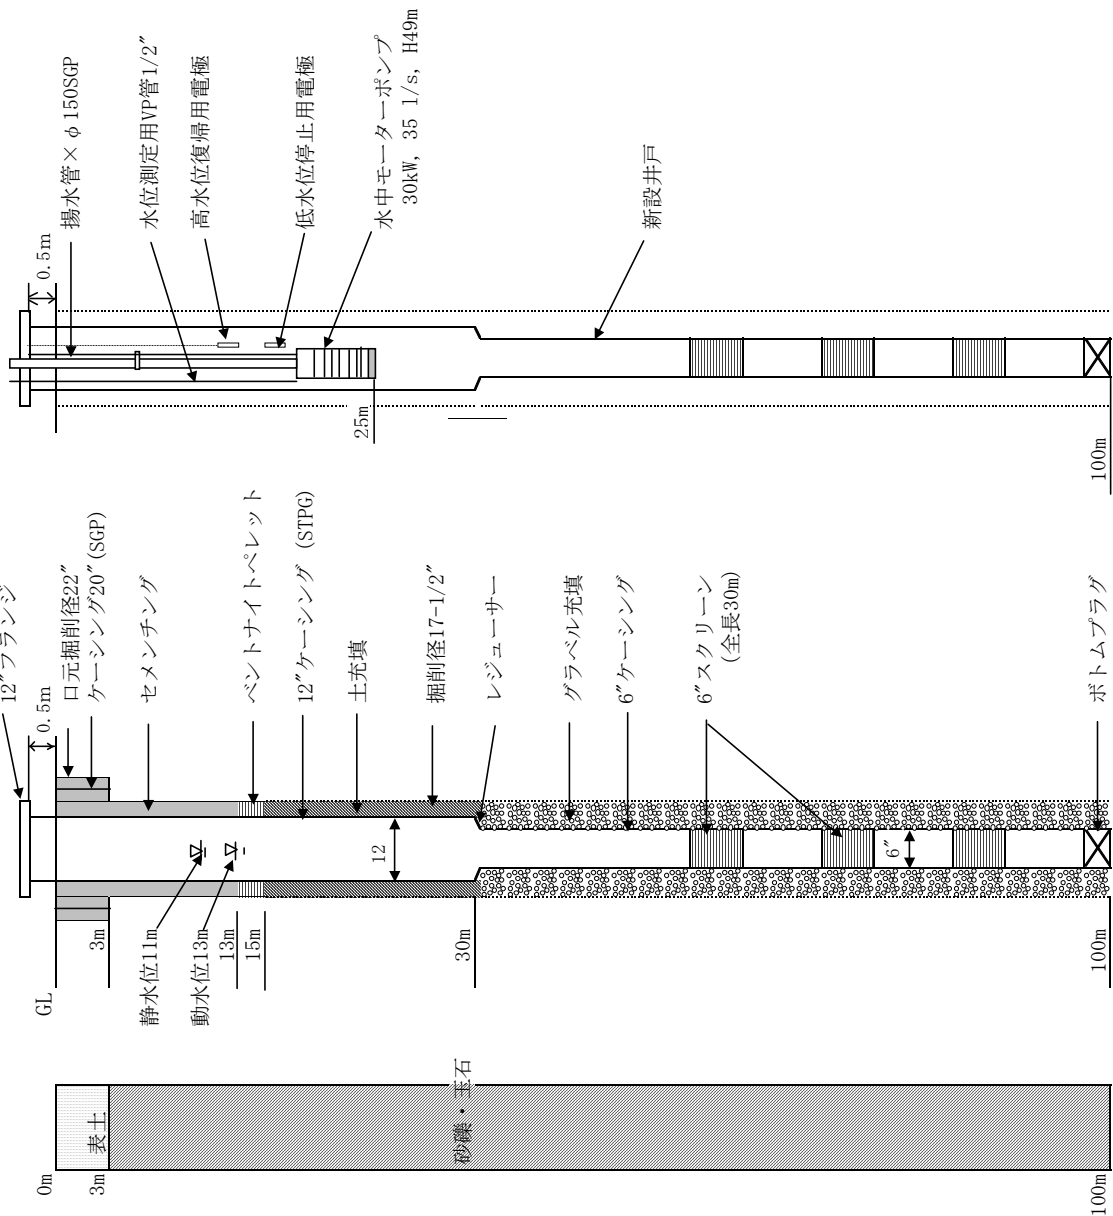 0.5m
揚水管×φ150SGP
水位測定用VP管1/2″
高水位復帰用電極
低水位停止用電極
水中モーターポンプ
30kW, 35 l/s, H49m
新設井戸
25m
100m
12″フランジ
0.5m
口元掘削径22″
ケーシング20″(SGP)
セメンチング
ベントナイトペレット
12″ケーシング (STPG)
土充填
掘削径17-1/2″
レジューサー
グラベル充填
6″ケーシング
6″スクリーン
(全長30m)
ボトムプラグ
12
6″
GL
3m
静水位11m
動水位13m
13m
15m
30m
100m
0m
表土
3m
砂礫・玉石
100m